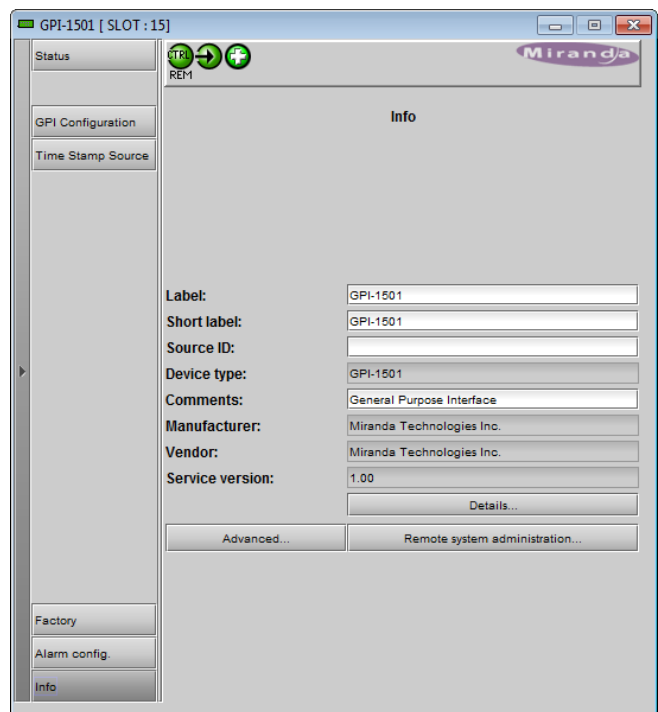 GPI-1501 [ SLOT : 15]
Status
CTRL
REM
Miranda
GPI Configuration
Time Stamp Source
Info
Label: GPI-1501
Short label: GPI-1501
Source ID:
Device type: GPI-1501
Comments: General Purpose Interface
Manufacturer: Miranda Technologies Inc.
Vendor: Miranda Technologies Inc.
Service version: 1.00
Details...
Advanced... Remote system administration...
Factory
Alarm config.
Info